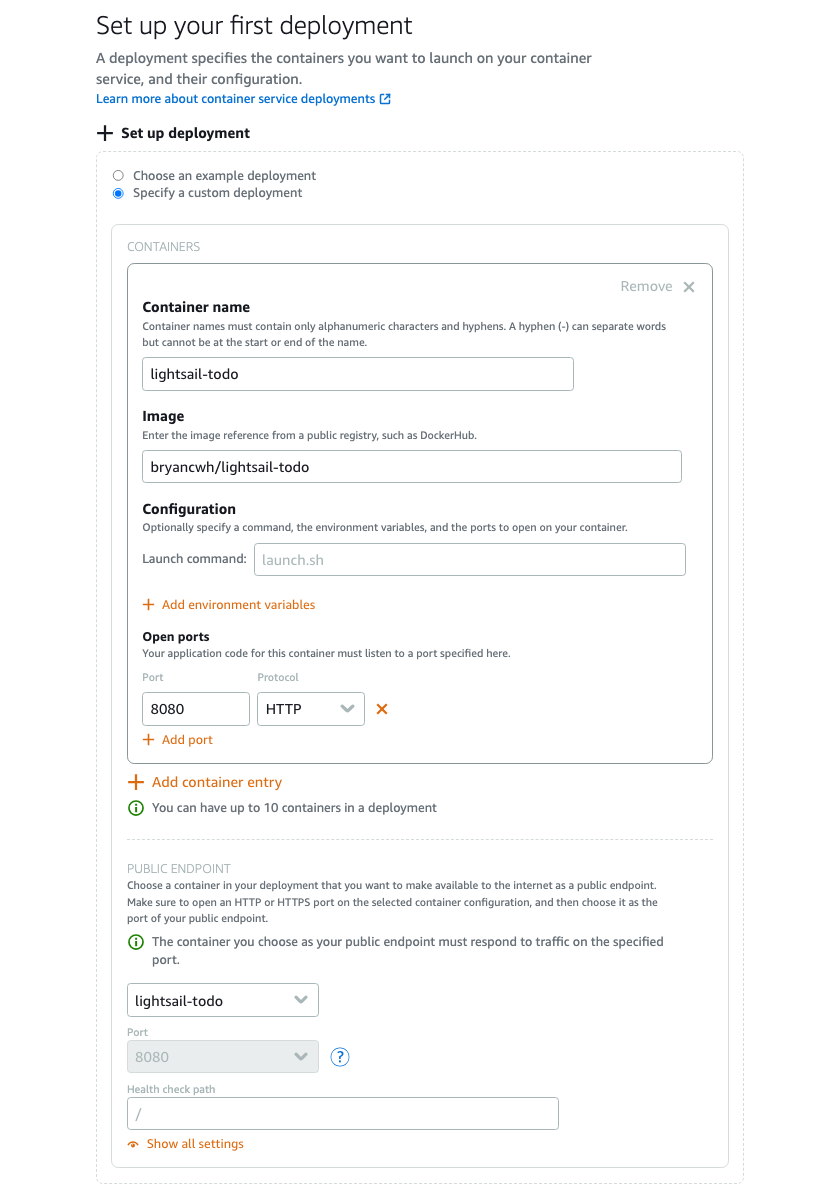 Set up your first deployment
A deployment specifies the containers you want to launch on your container
service, and their configuration.
Learn more about container service deployments
Set up deployment
Choose an example deployment
Specify a custom deployment
CONTAINERS
Remove
Container name
Container names must contain only alphanumeric characters and hyphens. A hyphen (-) can separate words
but cannot be at the start or end of the name.
lightsail-todo
Image
Enter the image reference from a public registry, such as DockerHub.
bryancwh/lightsail-todo
Configuration
Optionally specify a command, the environment variables, and the ports to open on your container.
Launch command: launch.sh
Add environment variables
Open ports
Your application code for this container must listen to a port specified here.
Port Protocol
8080 HTTP
Add port
Add container entry
You can have up to 10 containers in a deployment
PUBLIC ENDPOINT
Choose a container in your deployment that you want to make available to the internet as a public endpoint.
Make sure to open an HTTP or HTTPS port on the selected container configuration, and then choose it as the
port of your public endpoint.
The container you choose as your public endpoint must respond to traffic on the specified
port.
lightsail-todo
Port
8080 ?
Health check path
/
Show all settings